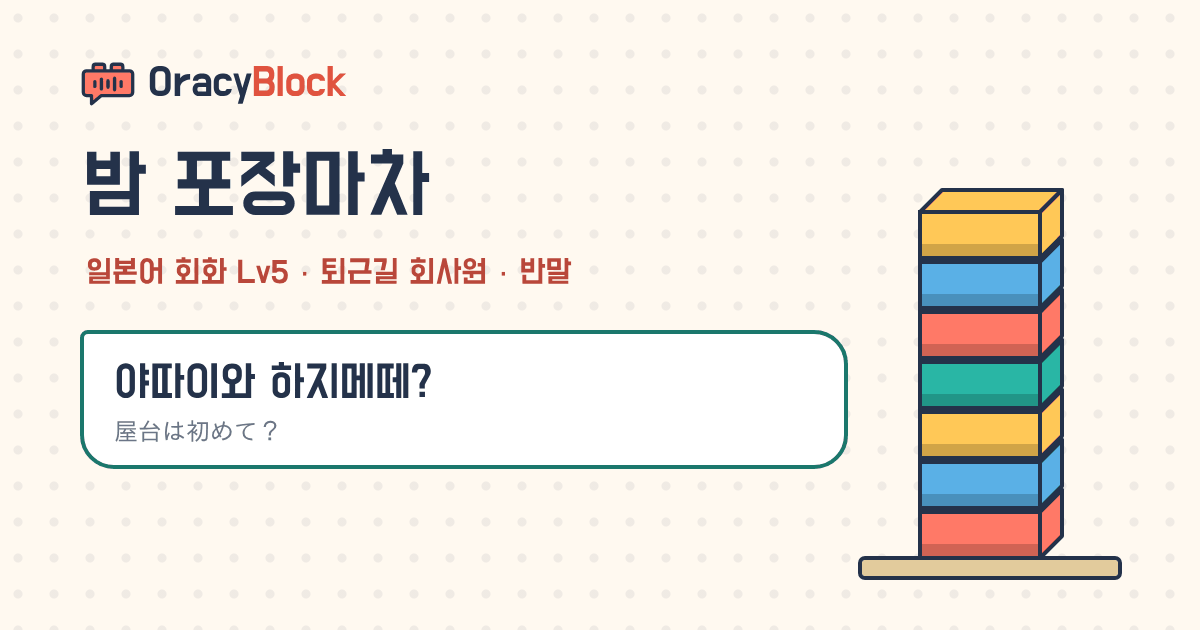 OracyBlock
밤 포장마차
일본어 회화 Lv5 · 퇴근길 회사원 · 반말
야따이와 하지메떼?
屋台は初めて？